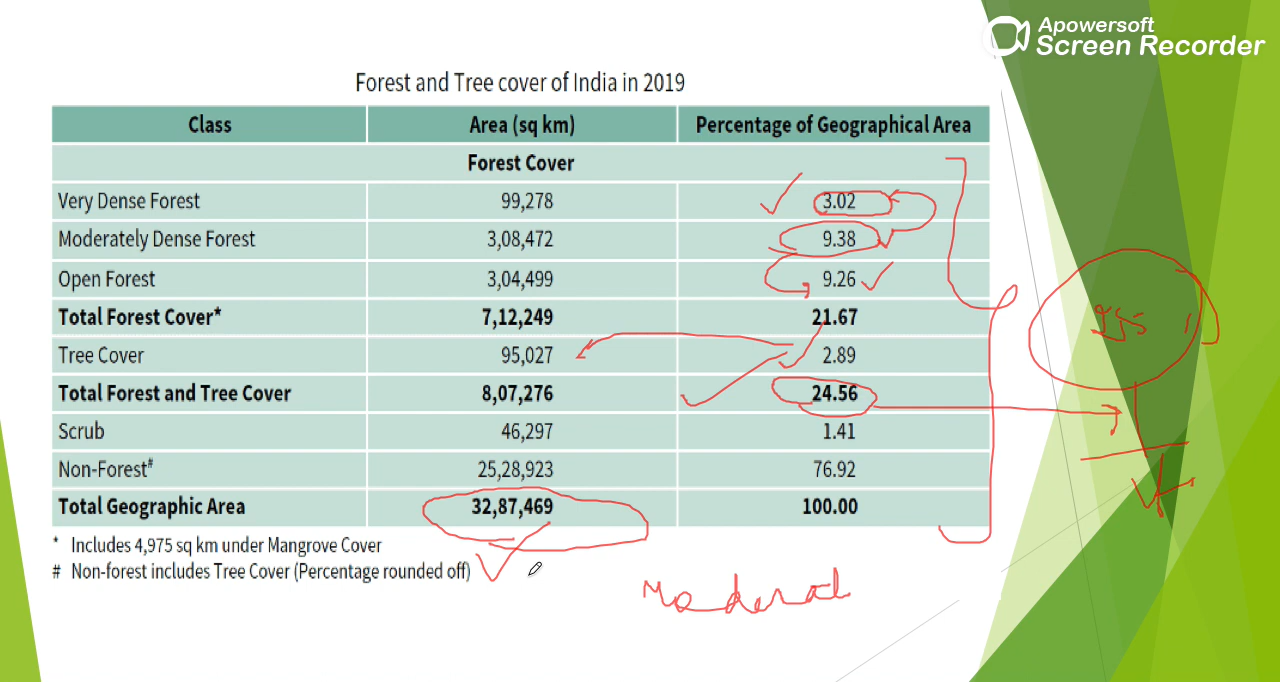 Apowersoft
Screen Recorder
Forest and Tree cover of India in 2019
Class Area (sq km) Percentage of Geographical Area
Forest Cover
Very Dense Forest 99,278 3.02
Moderately Dense Forest 3,08,472 9.38
Open Forest 3,04,499 9.26
Total Forest Cover* 7,12,249 21.67
Tree Cover 95,027 2.89
Total Forest and Tree Cover 8,07,276 24.56
Scrub 46,297 1.41
Non-Forest# 25,28,923 76.92
Total Geographic Area 32,87,469 100.00
* Includes 4,975 sq km under Mangrove Cover
# Non-forest includes Tree Cover (Percentage rounded off)
Moderat